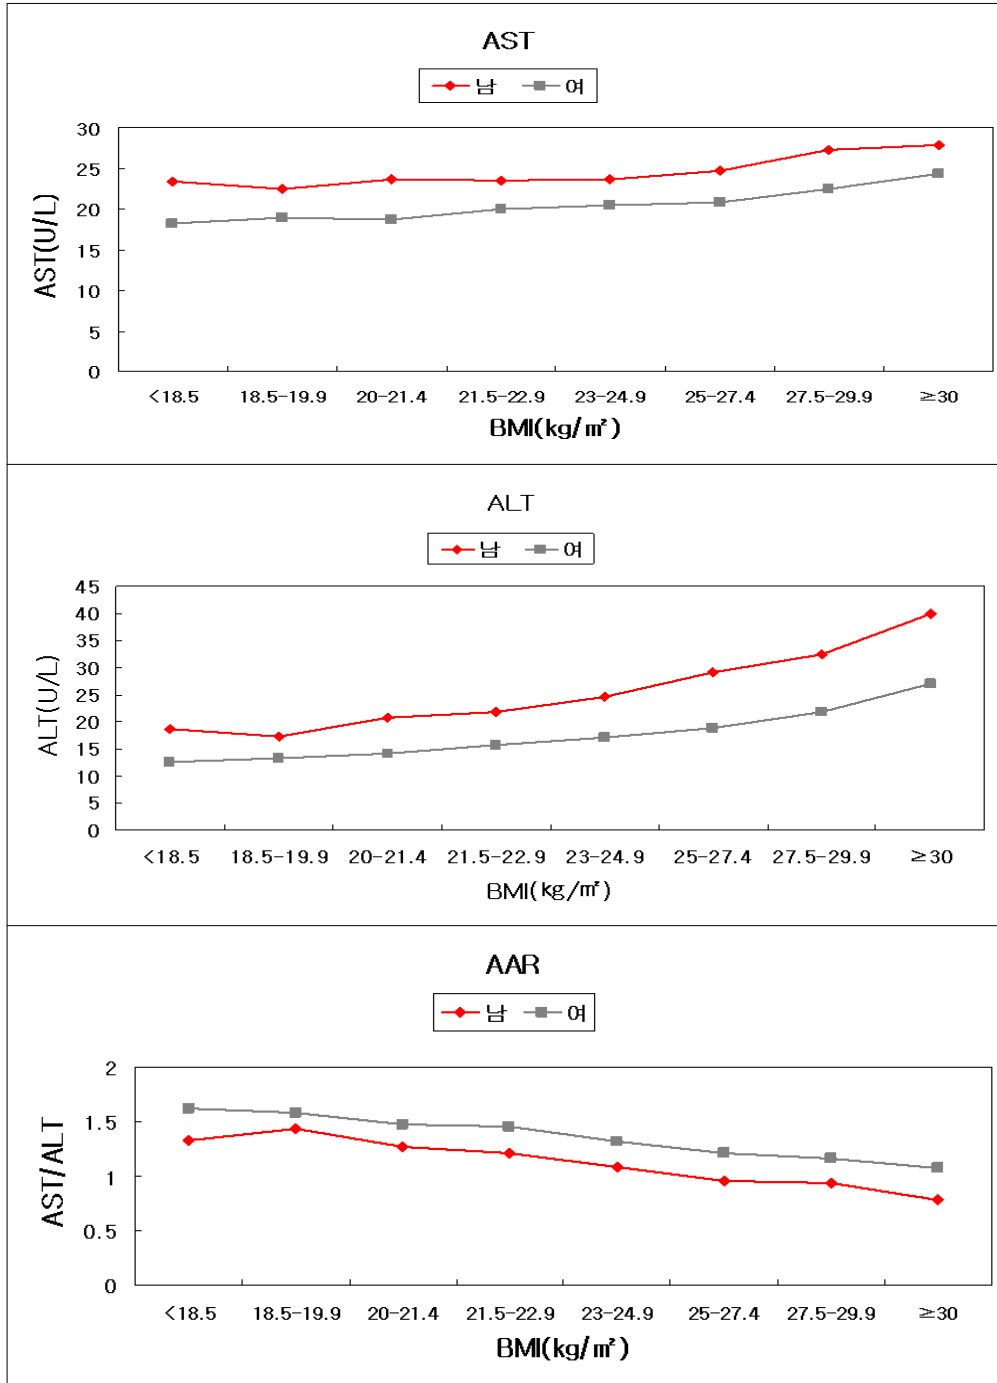 AST
남 여
30
25
20
15
10
5
0
AST(U/L)
<18.5 18.5-19.9 20-21.4 21.5-22.9 23-24.9 25-27.4 27.5-29.9 ≥30
BMI(kg/㎡)
ALT
남 여
45
40
35
30
25
20
15
10
5
0
ALT(U/L)
<18.5 18.5-19.9 20-21.4 21.5-22.9 23-24.9 25-27.4 27.5-29.9 ≥30
BMI(kg/㎡)
AAR
남 여
2
1.5
1
0.5
0
AST/ALT
<18.5 18.5-19.9 20-21.4 21.5-22.9 23-24.9 25-27.4 27.5-29.9 ≥30
BMI(kg/㎡)